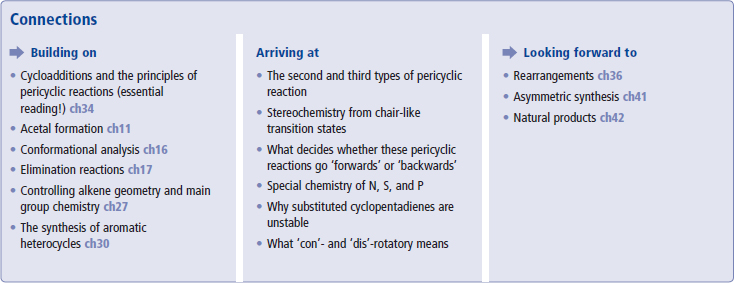 Connections
Building on
• Cycloadditions and the principles of
pericyclic reactions (essential
reading!) ch34
• Acetal formation ch11
• Conformational analysis ch16
• Elimination reactions ch17
• Controlling alkene geometry and main
group chemistry ch27
• The synthesis of aromatic
heterocycles ch30
Arriving at
• The second and third types of pericyclic
reaction
• Stereochemistry from chair-like
transition states
• What decides whether these pericyclic
reactions go ‘forwards’ or ‘backwards’
• Special chemistry of N, S, and P
• Why substituted cyclopentadienes are
unstable
• What ‘con’- and ‘dis’-rotatory means
Looking forward to
• Rearrangements ch36
• Asymmetric synthesis ch41
• Natural products ch42